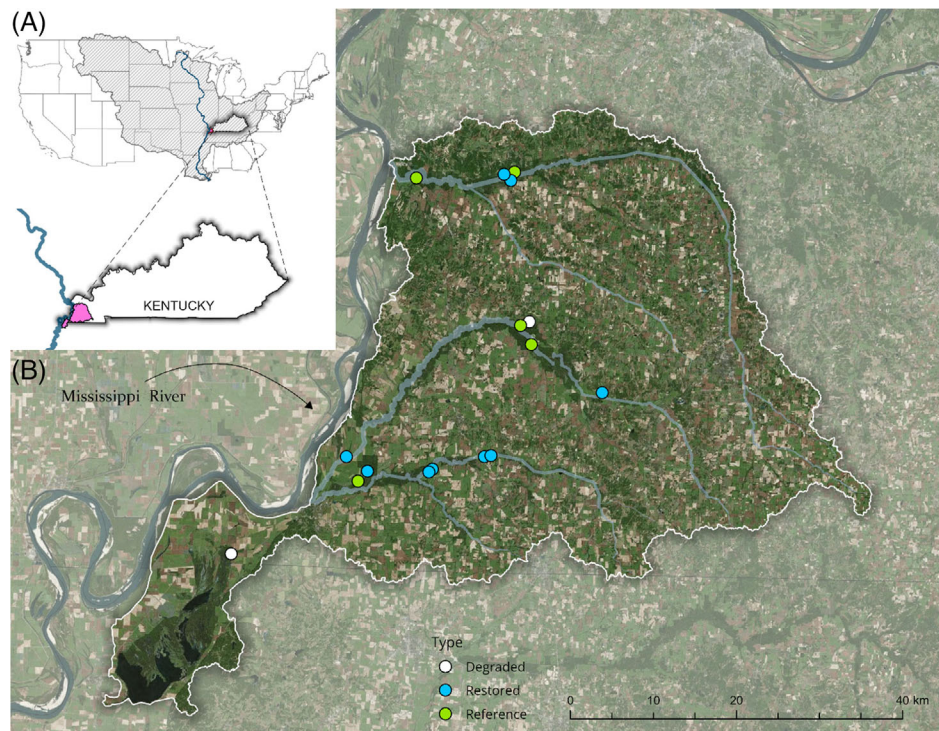 (A)
KENTUCKY
(B)
Mississippi River
Type
Degraded
Restored
Reference
0 10 20 40 km